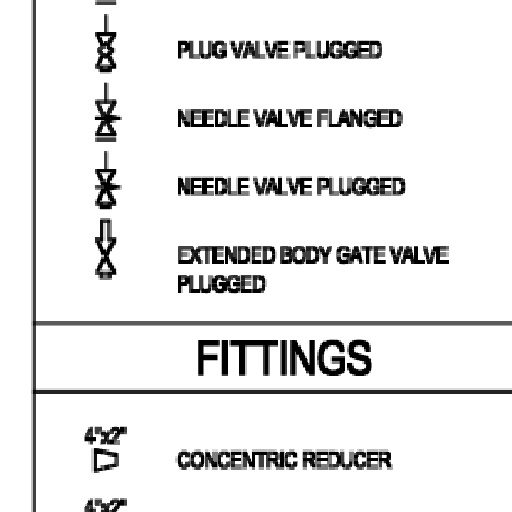 PLUG VALVE PLUGGED
NEEDLE VALVE FLANGED
NEEDLE VALVE PLUGGED
EXTENDED BODY GATE VALVE
PLUGGED
FITTINGS
4"x2"
CONCENTRIC REDUCER
4"x2"